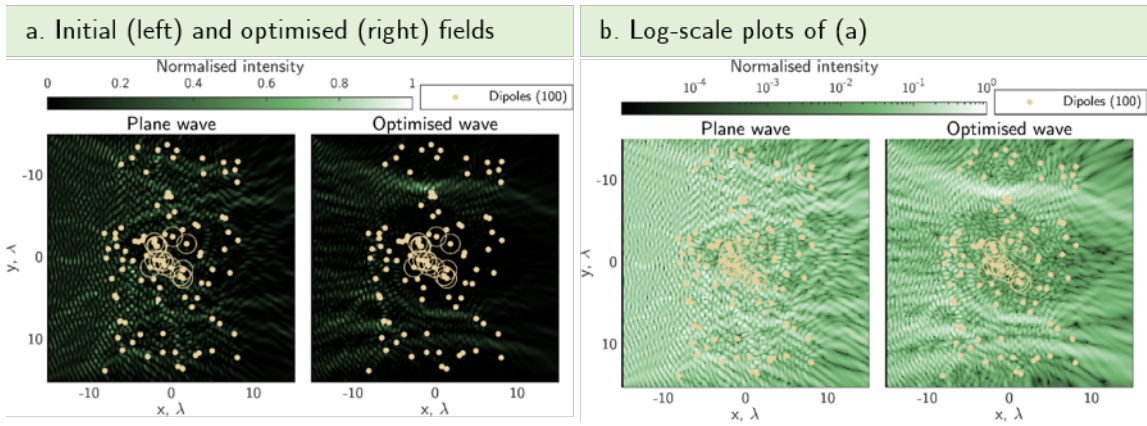 a. Initial (left) and optimised (right) fields
Normalised intensity
0 0.2 0.4 0.6 0.8 1
Dipoles (100)
Plane wave
Optimised wave
-10
0
10
y, λ
-10 0 10
-10 0 10
x, λ
x, λ
b. Log-scale plots of (a)
Normalised intensity
10⁻⁴ 10⁻³ 10⁻² 10⁻¹ 10⁰
Dipoles (100)
Plane wave
Optimised wave
-10
0
10
y, λ
-10 0 10
-10 0 10
x, λ
x, λ